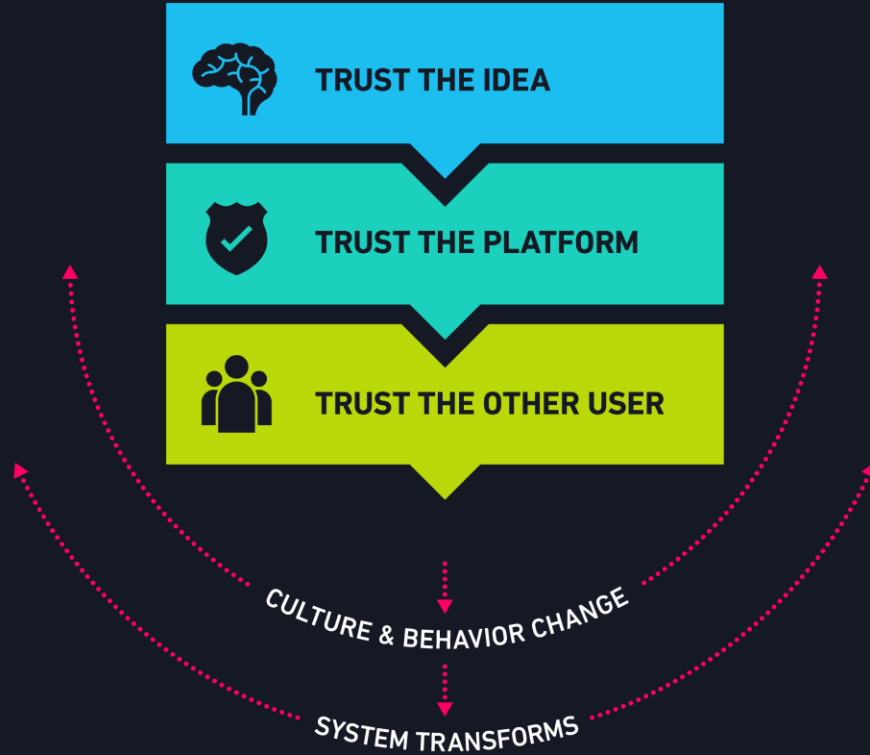 TRUST THE IDEA
TRUST THE PLATFORM
TRUST THE OTHER USER
CULTURE & BEHAVIOR CHANGE
SYSTEM TRANSFORMS